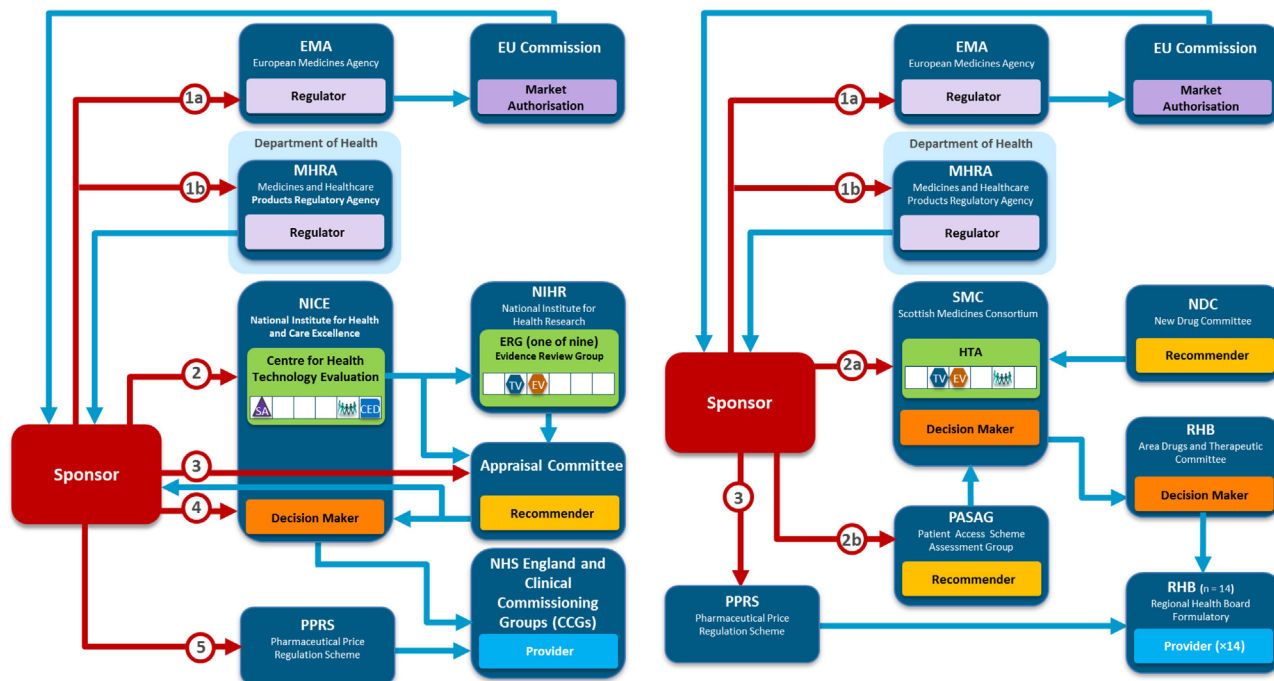 EMA
European Medicines Agency
Regulator
EU Commission
Market
Authorisation
1a
Department of Health
MHRA
Medicines and Healthcare
Products Regulatory Agency
Regulator
1b
NICE
National Institute for Health
and Care Excellence
Centre for Health
Technology Evaluation
SA
CED
Decision Maker
NIHR
National Institute for
Health Research
ERG (one of nine)
Evidence Review Group
TV
EV
2
Sponsor
3
4
Appraisal Committee
Recommender
NHS England and
Clinical
Commissioning
Groups (CCGs)
Provider
5
PPRS
Pharmaceutical Price
Regulation Scheme
EMA
European Medicines Agency
Regulator
EU Commission
Market
Authorisation
1a
Department of Health
MHRA
Medicines and Healthcare
Products Regulatory Agency
Regulator
1b
SMC
Scottish Medicines Consortium
HTA
TV
EV
Decision Maker
NDC
New Drug Committee
Recommender
2a
Sponsor
RHB
Area Drugs and Therapeutic
Committee
Decision Maker
3
2b
PASAG
Patient Access Scheme
Assessment Group
Recommender
PPRS
Pharmaceutical Price
Regulation Scheme
RHB (n = 14)
Regional Health Board
Formulatory
Provider (×14)